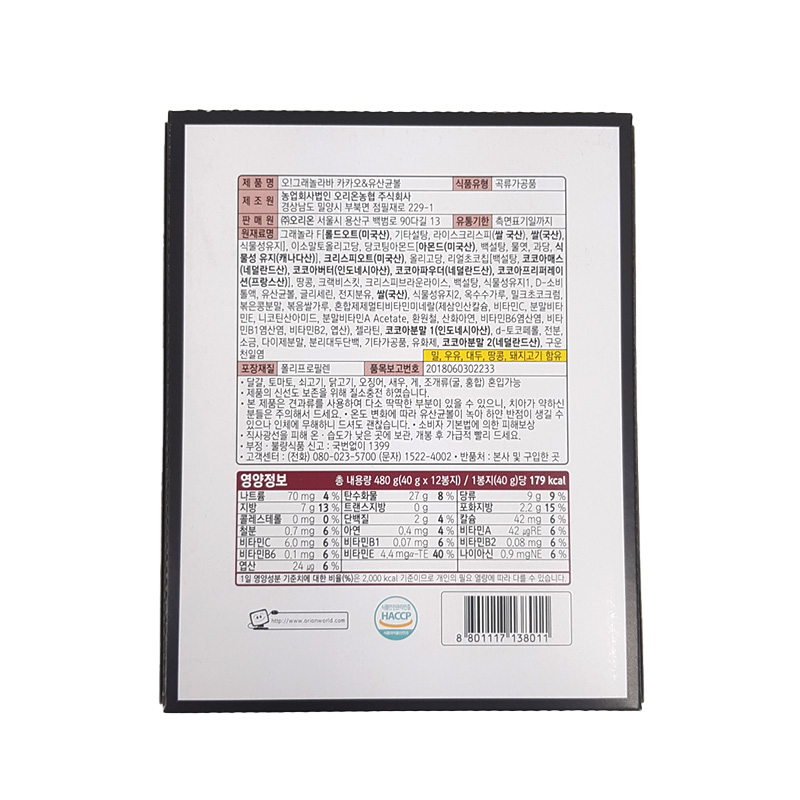 제 품 명 오!그래놀라바 카카오&유산균볼 식품유형 곡류가공품
제 조 원 농업회사법인 오리온농협 주식회사
경상남도 밀양시 부북면 점필재로 229-1
판 매 원 ㈜오리온 서울시 용산구 백범로 90다길 13 유통기한 측면표기일까지
원재료명 그래놀라 F[롤드오트(미국산), 기타설탕, 라이스크리스피(쌀 국산), 쌀(국산),
식물성유지], 이소말토올리고당, 당코팅아몬드[아몬드(미국산), 백설탕, 물엿, 과당, 식
물성 유지(캐나다산)], 크리스피오트(미국산), 올리고당, 리얼초코칩[백설탕, 코코아매스
(네덜란드산), 코코아버터(인도네시아산), 코코아파우더(네덜란드산), 코코아프리퍼레이
션(프랑스산)], 땅콩, 크랙비스킷, 크리스피브라운라이스, 백설탕, 식물성유지1, D-소비
톨액, 유산균볼, 글리세린, 전지분유, 쌀(국산), 식물성유지2, 옥수수가루, 밀크초코크럼,
볶은콩분말, 볶음쌀가루, 혼합제제멀티비타민미네랄(제삼인산칼슘, 비타민C, 분말비타
민E, 니코틴산아미드, 분말비타민A Acetate, 환원철, 산화아연, 비타민B6염산염, 비타
민B1염산염, 비타민B2, 엽산), 젤라틴, 코코아분말 1(인도네시아산), d-토코페롤, 전분,
소금, 다이제분말, 분리대두단백, 기타가공품, 유화제, 코코아분말 2(네덜란드산), 구운
천일염 밀, 우유, 대두, 땅콩, 돼지고기 함유
포장재질 폴리프로필렌 품목보고번호 2018060302233
• 달걀, 토마토, 쇠고기, 닭고기, 오징어, 새우, 게, 조개류(굴, 홍합) 혼입가능
• 제품의 신선도 보존을 위해 질소충전 하였습니다.
• 본 제품은 견과류를 사용하여 다소 딱딱한 부분이 있을 수 있으니, 치아가 약하신
분들은 주의해서 드세요. • 온도 변화에 따라 유산균볼이 녹아 하얀 반점이 생길 수
있으나 인체에 무해하니 드셔도 괜찮습니다. • 소비자 기본법에 의한 피해보상
• 직사광선을 피해 온·습도가 낮은 곳에 보관, 개봉 후 가급적 빨리 드세요.
• 부정·불량식품 신고 : 국번없이 1399
• 고객센터 : (전화) 080-023-5700 (문자) 1522-4002 • 반품처 : 본사 및 구입한 곳
영양정보 총 내용량 480 g(40 g x 12봉지) / 1봉지(40 g)당 179 kcal
나트륨 70 mg 4 % 탄수화물 27 g 8 % 당류 9 g 9 %
지방 7 g 13 % 트랜스지방 0 g 포화지방 2.2 g 15 %
콜레스테롤 0 mg 0 % 단백질 2 g 4 % 칼슘 42 mg 6 %
철분 0.7 mg 6 % 아연 0.4 mg 4 % 비타민A 42 ㎍RE 6 %
비타민C 6.0 mg 6 % 비타민B1 0.07 mg 6 % 비타민B2 0.08 mg 6 %
비타민B6 0.1 mg 6 % 비타민E 4.4 mgα-TE 40 % 나이아신 0.9 mgNE 6 %
엽산 24 ㎍ 6 %
1일 영양성분 기준치에 대한 비율(%)은 2,000 kcal 기준이므로 개인의 필요 열량에 따라 다를 수 있습니다.
http://www.orionworld.com
식품안전관리인증
HACCP
식품의약품안전처
8 801117 138011